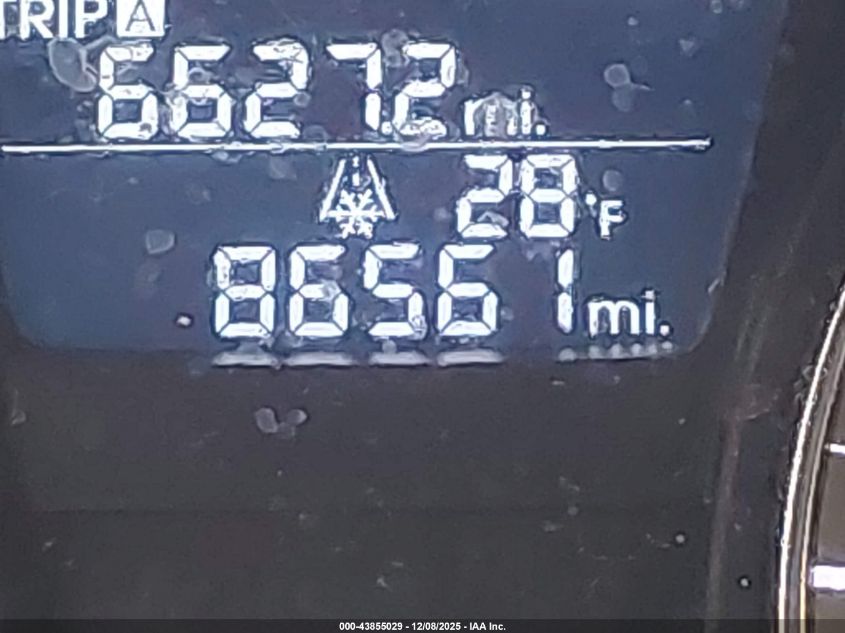 TRIP A
6627.2 mi.
28°F
86561 mi.
000-43855029 - 12/08/2025 - IAA Inc.